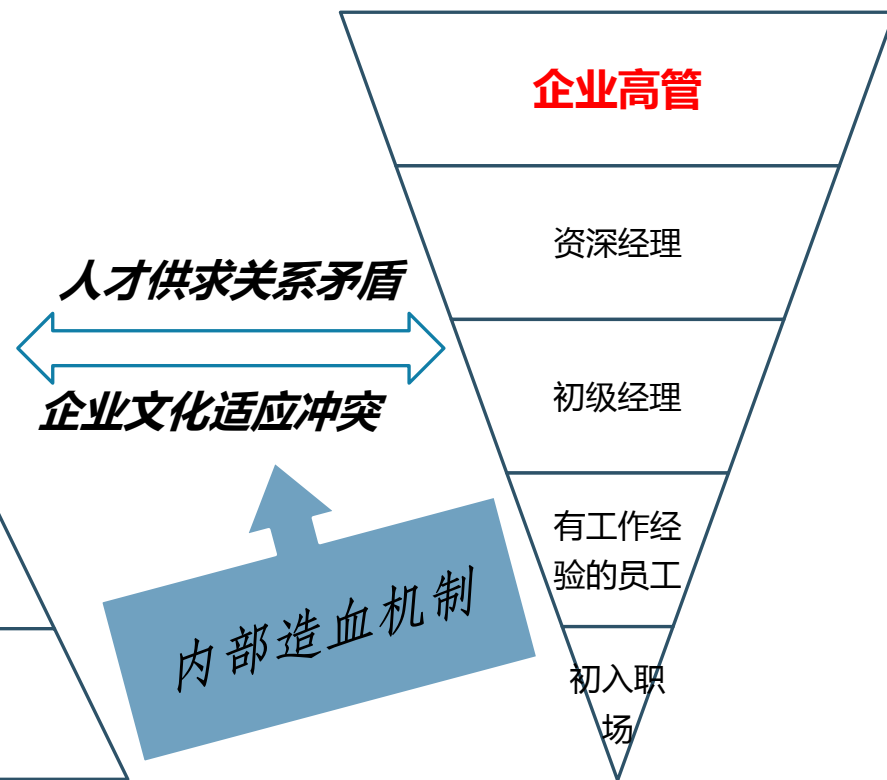 企业高管
资深经理
人才供求关系矛盾
企业文化适应冲突
初级经理
有工作经
验的员工
内部造血机制
初入职
场